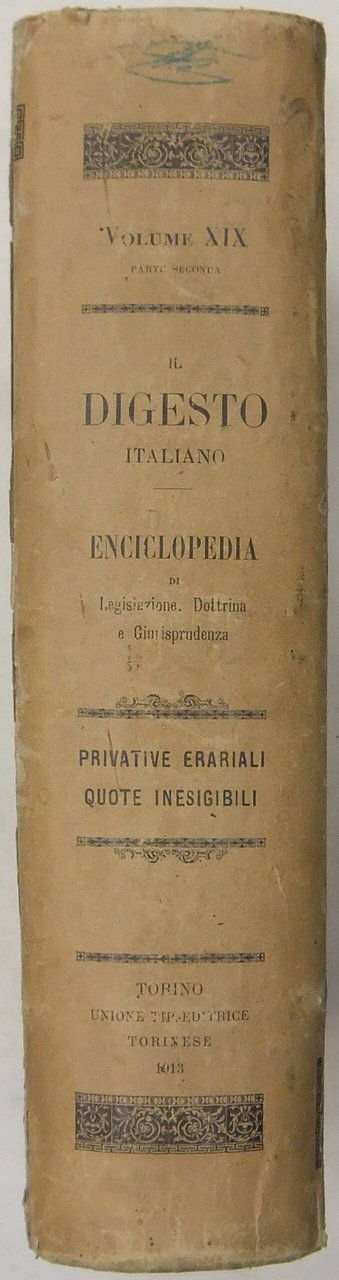 VOLUME XIX
PARTE SECONDA
IL
DIGESTO
ITALIANO
ENCICLOPEDIA
DI
Legislazione, Dottrina
e Giurisprudenza
PRIVATIVE ERARIALI
QUOTE INESIGIBILI
TORINO
UNIONE TIP.-EDITRICE
TORINESE
1913